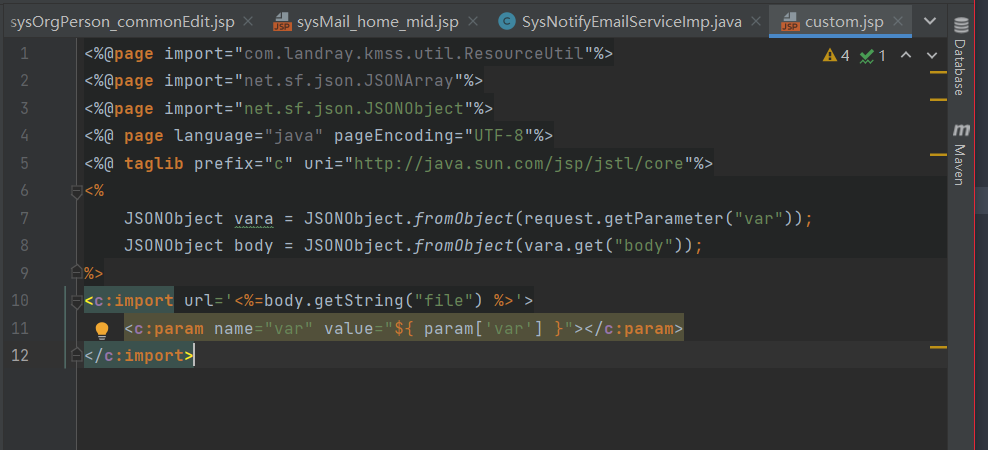 sysOrgPerson_commonEdit.jsp sysMail_home_mid.jsp SysNotifyEmailServiceImp.java custom.jsp
4 1
1 <%@page import="com.landray.kmss.util.ResourceUtil"%>
2 <%@page import="net.sf.json.JSONArray"%>
3 <%@page import="net.sf.json.JSONObject"%>
4 <%@ page language="java" pageEncoding="UTF-8"%>
5 <%@ taglib prefix="c" uri="http://java.sun.com/jsp/jstl/core"%>
6 <%
7 JSONObject vara = JSONObject.fromObject(request.getParameter("var"));
8 JSONObject body = JSONObject.fromObject(vara.get("body"));
9 %>
10 <c:import url='<%=body.getString("file") %>'>
11 <c:param name="var" value="${ param['var'] }"></c:param>
12 </c:import>
Database
m Maven